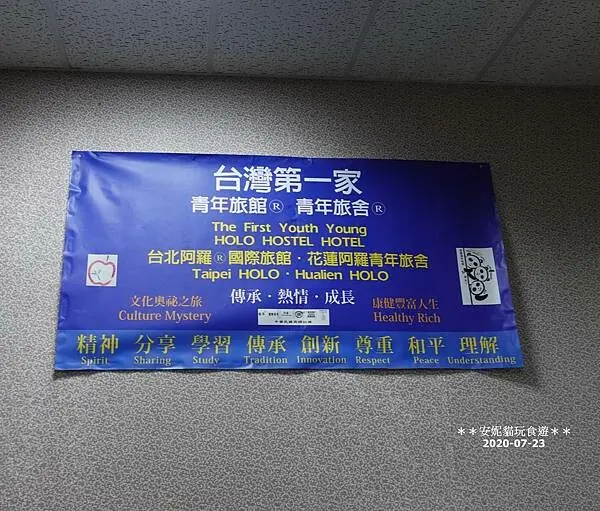 台灣第一家
青年旅館® 青年旅舍®
The First Youth Young
HOLO HOSTEL HOTEL
台北阿羅®國際旅館・花蓮阿羅青年旅舍
Taipei HOLO・Hualien HOLO
傳承・熱情・成長
文化奧祕之旅
Culture Mystery
康健豐富人生
Healthy Rich
精神 分享 學習 傳承 創新 尊重 和平 理解
Spirit Sharing Study Tradition Innovation Respect Peace Understanding
＊＊安妮貓玩食遊＊＊
2020-07-23